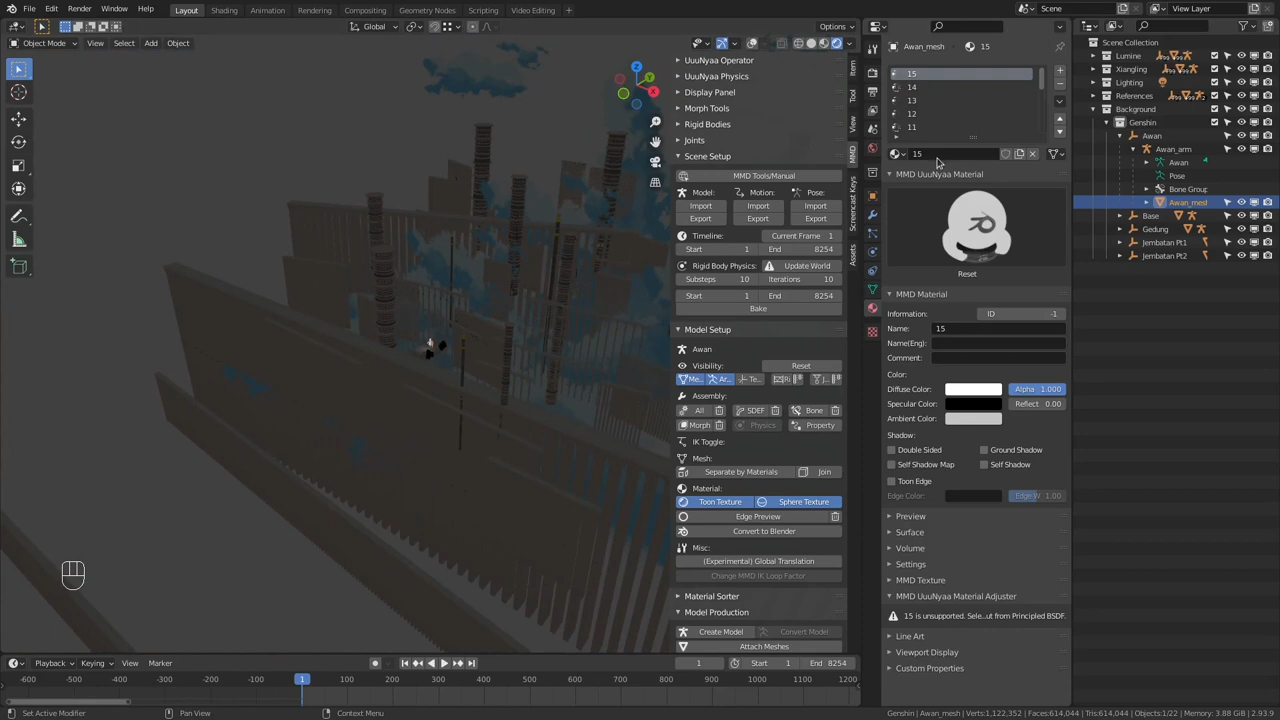 File Edit Render Window Help Layout Shading Animation Rendering Compositing Geometry Nodes Scripting Video Editing Scene View Layer
Global Options
Object Mode View Select Add Object
Z Y X
Item Tool View MMD Screencast Keys Assets
UuuNyaa Operator
UuuNyaa Physics
Display Panel
Morph Tools
Rigid Bodies
Joints
Scene Setup
MMD Tools/Manual
Model: Motion: Pose:
Import Import Import
Export Export Export
Timeline: Current Frame 1
Start 1 End 8254
Rigid Body Physics: Update World
Substeps 10 Iterations 10
Start 1 End 8254
Bake
Model Setup
Awan
Visibility: Reset
Me... Ar... Te... Ri J...
Assembly:
All SDEF Bone
Morph Physics Property
IK Toggle:
Mesh:
Separate by Materials Join
Material:
Toon Texture Sphere Texture
Edge Preview
Convert to Blender
Misc:
(Experimental) Global Translation
Change MMD IK Loop Factor
Material Sorter
Model Production
Create Model Convert Model
Attach Meshes
Awan_mesh 15
15
14
13
12
11
15
MMD UuuNyaa Material
Reset
MMD Material
Information: ID -1
Name: 15
Name(Eng):
Comment:
Color:
Diffuse Color: Alpha 1.000
Specular Color: Reflect 0.00
Ambient Color:
Shadow:
Double Sided Ground Shadow
Self Shadow Map Self Shadow
Toon Edge
Edge Color: Edge W 1.00
Preview
Surface
Volume
Settings
MMD Texture
MMD UuuNyaa Material Adjuster
15 is unsupported. Sele...ut from Principled BSDF.
Line Art
Viewport Display
Custom Properties
Scene Collection
Lumine
Xiangling
Lighting
References
Background
Genshin
Awan
Awan_arm
Awan
Pose
Bone Group
Awan_mesh
Base
Gedung
Jembatan Pt1
Jembatan Pt2
Playback Keying View Marker 1 Start 1 End 8254
-600 -500 -400 -300 -200 -100 1 100 200 300 400 500 600 700 800 900 1000 1100 1200
Set Active Modifier Pan View Context Menu Genshin | Awan_mesh | Verts:1,122,352 | Faces:614,044 | Tris:614,044 | Objects:1/22 | Memory: 3.88 GiB | 2.93.9